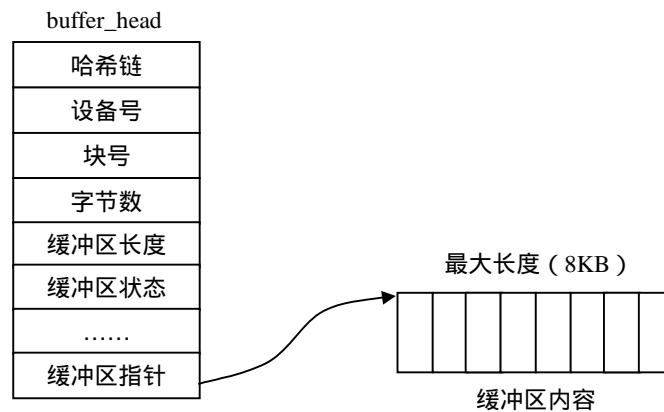 buffer_head
哈希链
设备号
块号
字节数
缓冲区长度
缓冲区状态
……
缓冲区指针
最大长度（8KB）
缓冲区内容